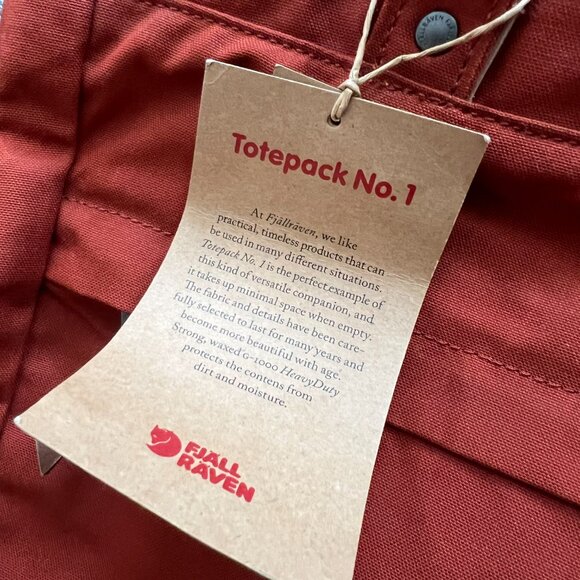 FJÄLLRÄVEN
Totepack No. 1
At Fjällräven, we like
practical, timeless products that can
be used in many different situations.
Totepack No. 1 is the perfect example of
this kind of versatile companion, and
it takes up minimal space when empty.
The fabric and details have been care-
fully selected to last for many years and
become more beautiful with age.
Strong, waxed G-1000 HeavyDuty
protects the contens from
dirt and moisture.
FJÄLL
RÄVEN